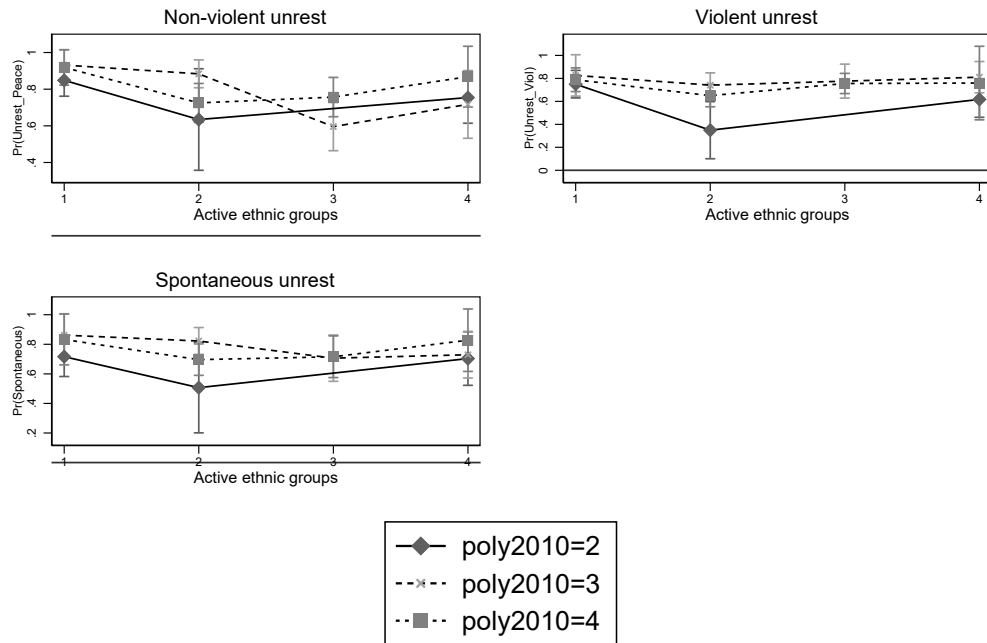 Non-violent unrest
Pr(Unrest_Peace)
1
.8
.6
.4
1 2 3 4
Active ethnic groups
Violent unrest
Pr(Unrest_Viol)
1
.8
.6
.4
.2
0
1 2 3 4
Active ethnic groups
Spontaneous unrest
Pr(Spontaneous)
1
.8
.6
.4
.2
1 2 3 4
Active ethnic groups
poly2010=2
poly2010=3
poly2010=4